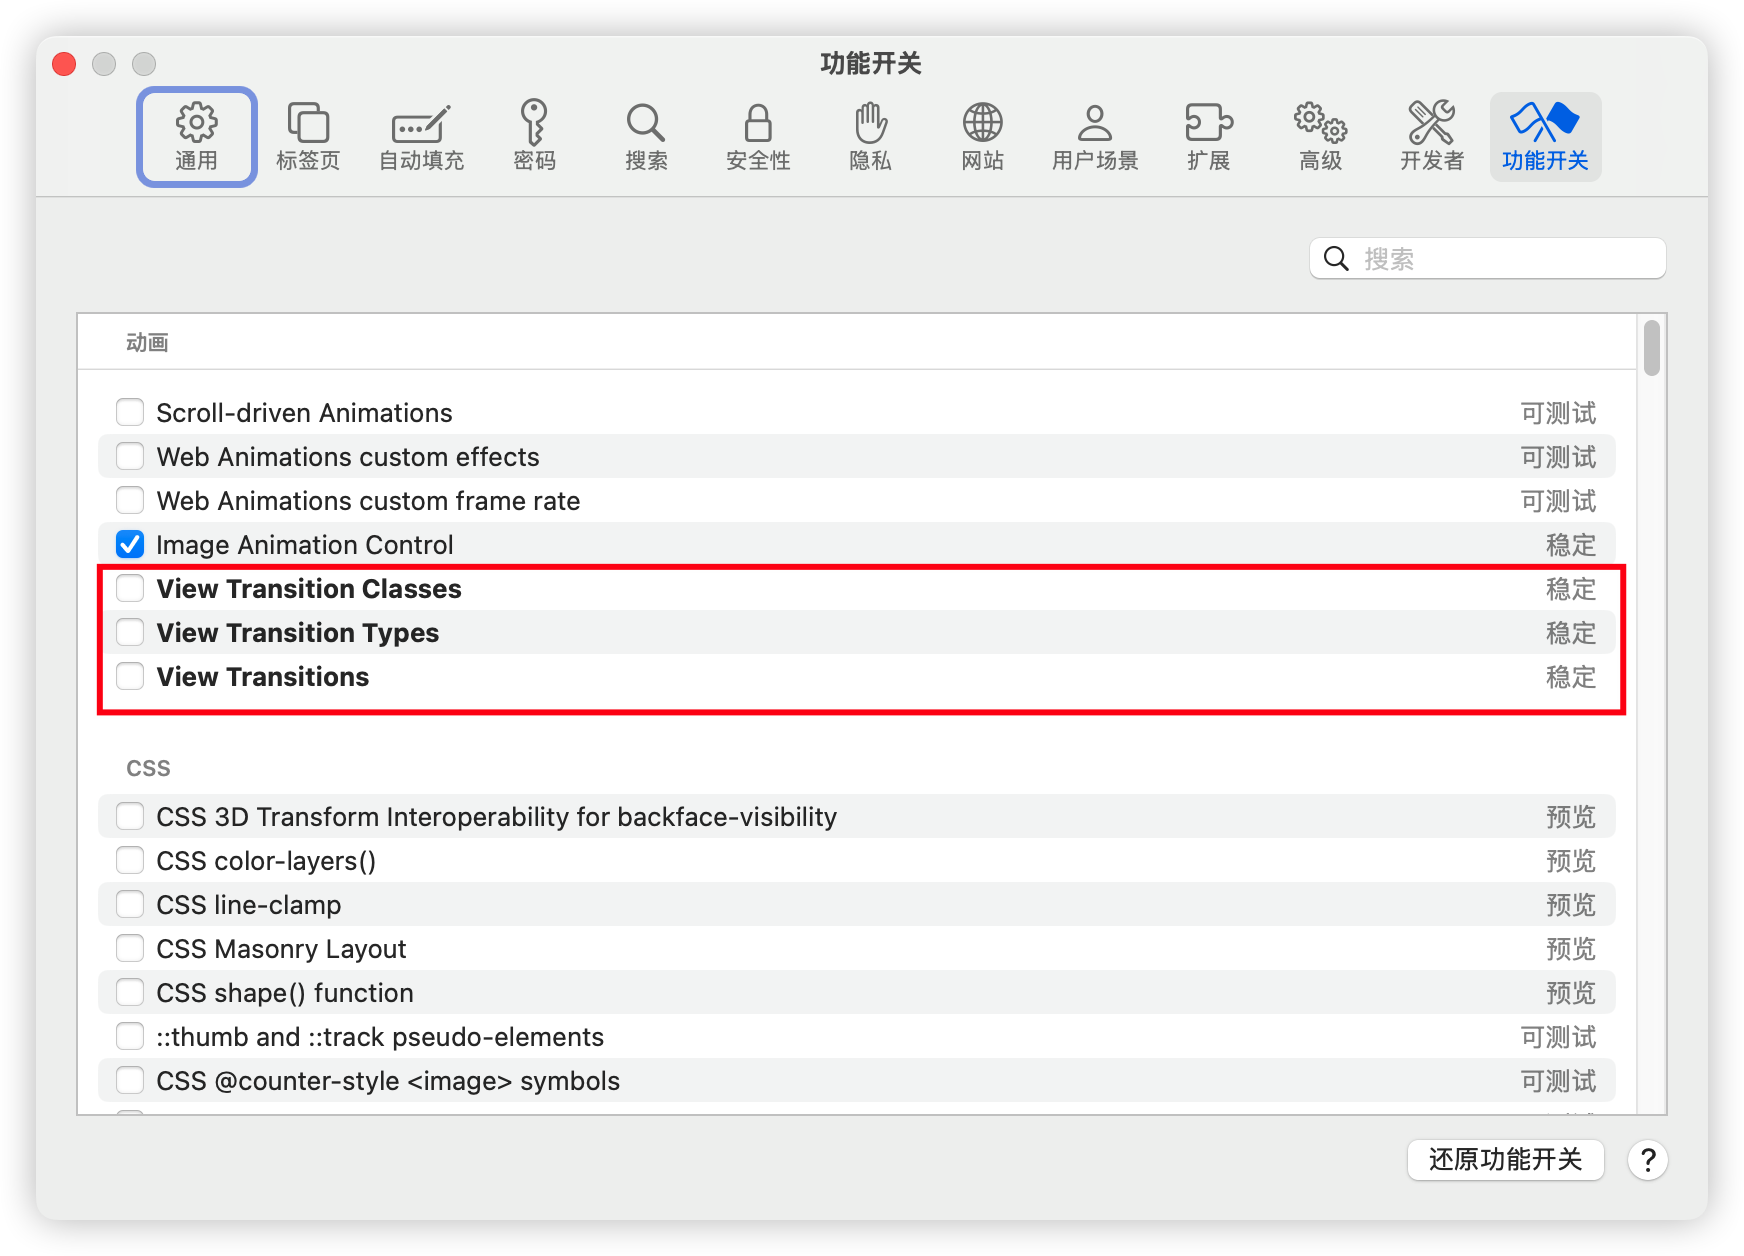 功能开关
通用 标签页 自动填充 密码 搜索 安全性 隐私 网站 用户场景 扩展 高级 开发者 功能开关
搜索
动画
Scroll-driven Animations 可测试
Web Animations custom effects 可测试
Web Animations custom frame rate 可测试
Image Animation Control 稳定
View Transition Classes 稳定
View Transition Types 稳定
View Transitions 稳定
CSS
CSS 3D Transform Interoperability for backface-visibility 预览
CSS color-layers() 预览
CSS line-clamp 预览
CSS Masonry Layout 预览
CSS shape() function 预览
::thumb and ::track pseudo-elements 可测试
CSS @counter-style <image> symbols 可测试
还原功能开关 ?